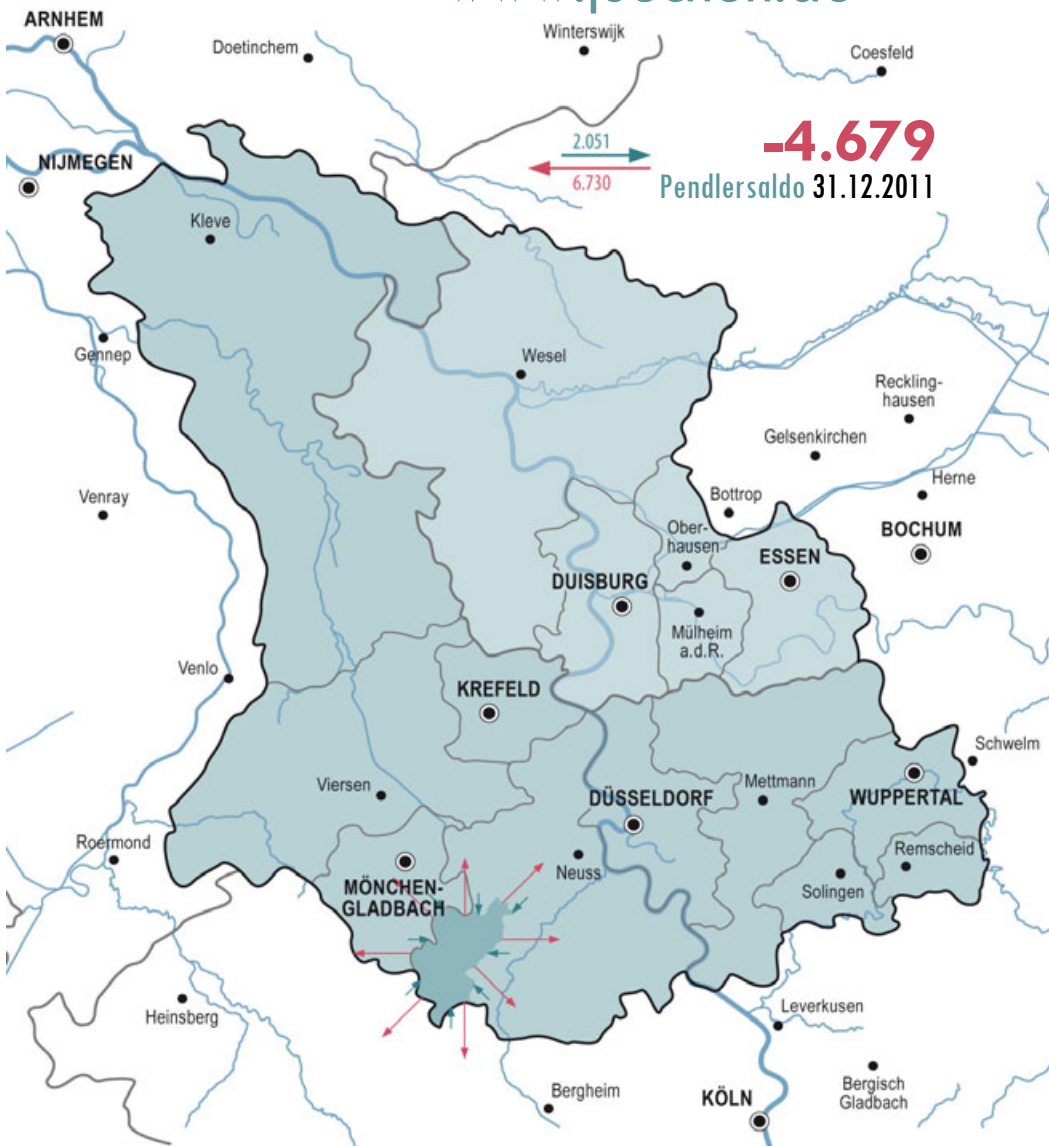 ARNHEM
Doetinchem
Winterswijk
Coesfeld
2.051
6.730
-4.679
Pendlersaldo 31.12.2011
NIJMEGEN
Kleve
Gennep
Wesel
Reckling-
hausen
Gelsenkirchen
Herne
Venray
Bottrop
Ober-
hausen
BOCHUM
ESSEN
DUISBURG
Mülheim
a.d.R.
Venlo
KREFELD
Schwelm
Viersen
Mettmann
DÜSSELDORF
WUPPERTAL
Roermond
Neuss
Remscheid
Solingen
MÖNCHEN-
GLADBACH
Heinsberg
Leverkusen
Bergheim
KÖLN
Bergisch
Gladbach